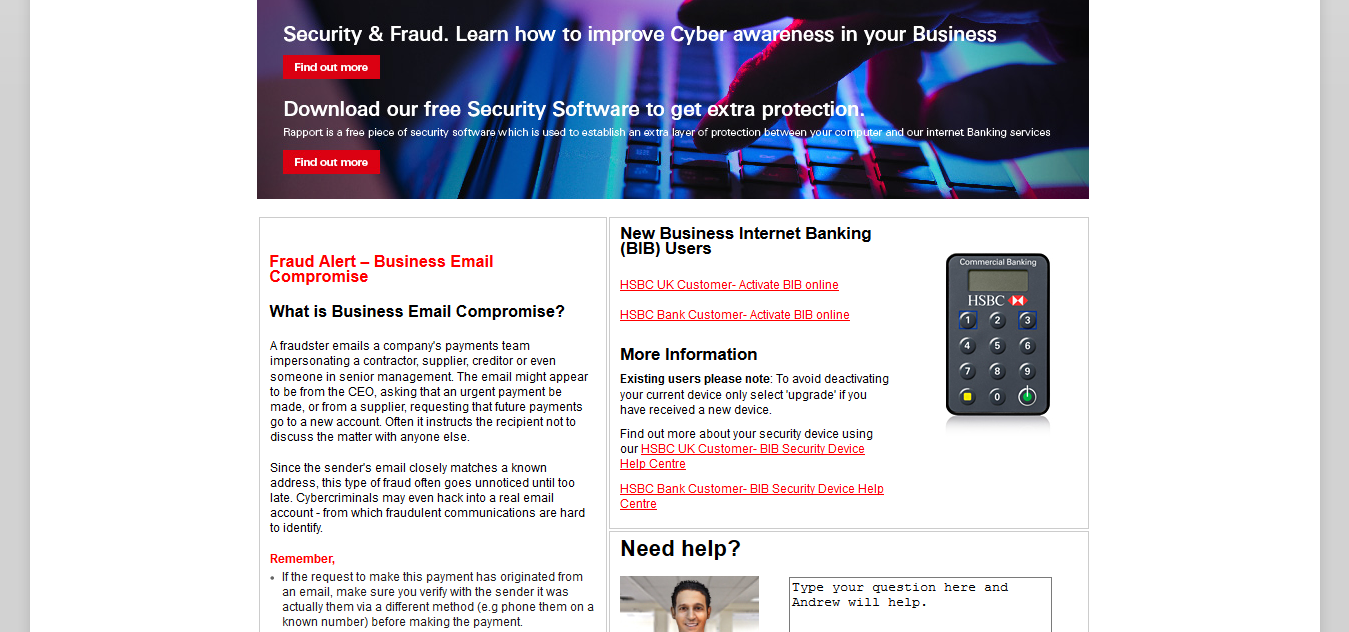 Security & Fraud. Learn how to improve Cyber awareness in your Business
Find out more
Download our free Security Software to get extra protection.
Rapport is a free piece of security software which is used to establish an extra layer of protection between your computer and our internet Banking services
Find out more
Fraud Alert – Business Email
Compromise
What is Business Email Compromise?
A fraudster emails a company's payments team
impersonating a contractor, supplier, creditor or even
someone in senior management. The email might appear
to be from the CEO, asking that an urgent payment be
made, or from a supplier, requesting that future payments
go to a new account. Often it instructs the recipient not to
discuss the matter with anyone else.
Since the sender's email closely matches a known
address, this type of fraud often goes unnoticed until too
late. Cybercriminals may even hack into a real email
account - from which fraudulent communications are hard
to identify.
Remember,
• If the request to make this payment has originated from
an email, make sure you verify with the sender it was
actually them via a different method (e.g phone them on a
known number) before making the payment.
New Business Internet Banking
(BIB) Users
HSBC UK Customer- Activate BIB online
HSBC Bank Customer- Activate BIB online
More Information
Existing users please note: To avoid deactivating
your current device only select 'upgrade' if you
have received a new device.
Find out more about your security device using
our HSBC UK Customer- BIB Security Device
Help Centre
HSBC Bank Customer- BIB Security Device Help
Centre
Commercial Banking
HSBC
1 2 3
4 5 6
7 8 9
0
Need help?
Type your question here and
Andrew will help.